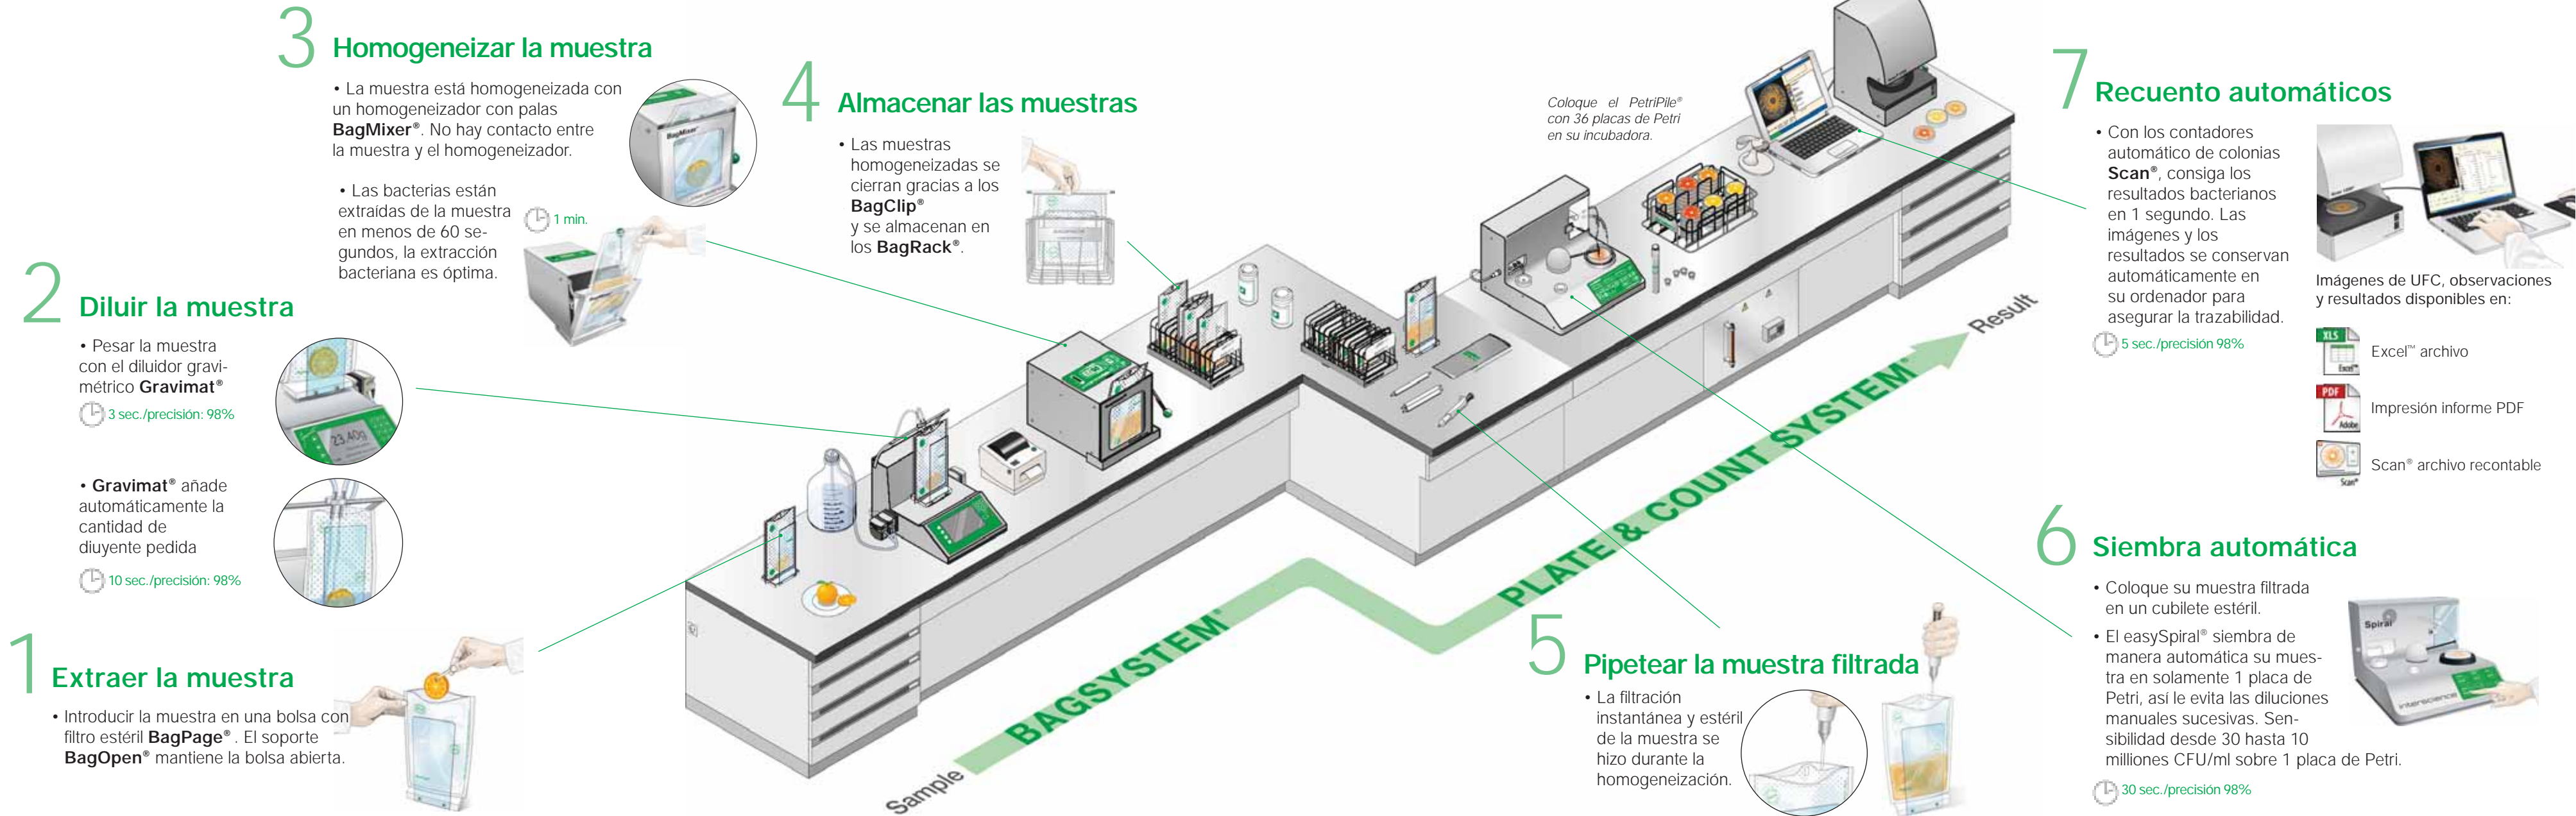 3
Homogeneizar la muestra
• La muestra está homogeneizada con
un homogeneizador con palas
BagMixer®. No hay contacto entre
la muestra y el homogeneizador.
BagMixer®
• Las bacterias están
extraídas de la muestra
en menos de 60 se-
gundos, la extracción
bacteriana es óptima.
1 min.
4
Almacenar las muestras
• Las muestras
homogeneizadas se
cierran gracias a los
BagClip®
y se almacenan en
los BagRack®.
Coloque el PetriPile®
con 36 placas de Petri
en su incubadora.
7
Recuento automáticos
• Con los contadores
automático de colonias
Scan®, consiga los
resultados bacterianos
en 1 segundo. Las
imágenes y los
resultados se conservan
automáticamente en
su ordenador para
asegurar la trazabilidad.
5 sec./precisión 98%
Imágenes de UFC, observaciones
y resultados disponibles en:
XLS
Excel™
Excel™ archivo
PDF
Adobe
Impresión informe PDF
Scan®
Scan® archivo recontable
2
Diluir la muestra
• Pesar la muestra
con el diluidor gravi-
métrico Gravimat®
3 sec./precisión: 98%
23.40g
• Gravimat® añade
automáticamente la
cantidad de
diuyente pedida
10 sec./precisión: 98%
1
Extraer la muestra
• Introducir la muestra en una bolsa con
filtro estéril BagPage® . El soporte
BagOpen® mantiene la bolsa abierta.
Sample
BAGSYSTEM®
PLATE & COUNT SYSTEM®
Result
5
Pipetear la muestra filtrada
• La filtración
instantánea y estéril
de la muestra se
hizo durante la
homogeneización.
6
Siembra automática
• Coloque su muestra filtrada
en un cubilete estéril.
• El easySpiral® siembra de
manera automática su mues-
tra en solamente 1 placa de
Petri, así le evita las diluciones
manuales sucesivas. Sen-
sibilidad desde 30 hasta 10
milliones CFU/ml sobre 1 placa de Petri.
30 sec./precisión 98%
Spiral
interscience